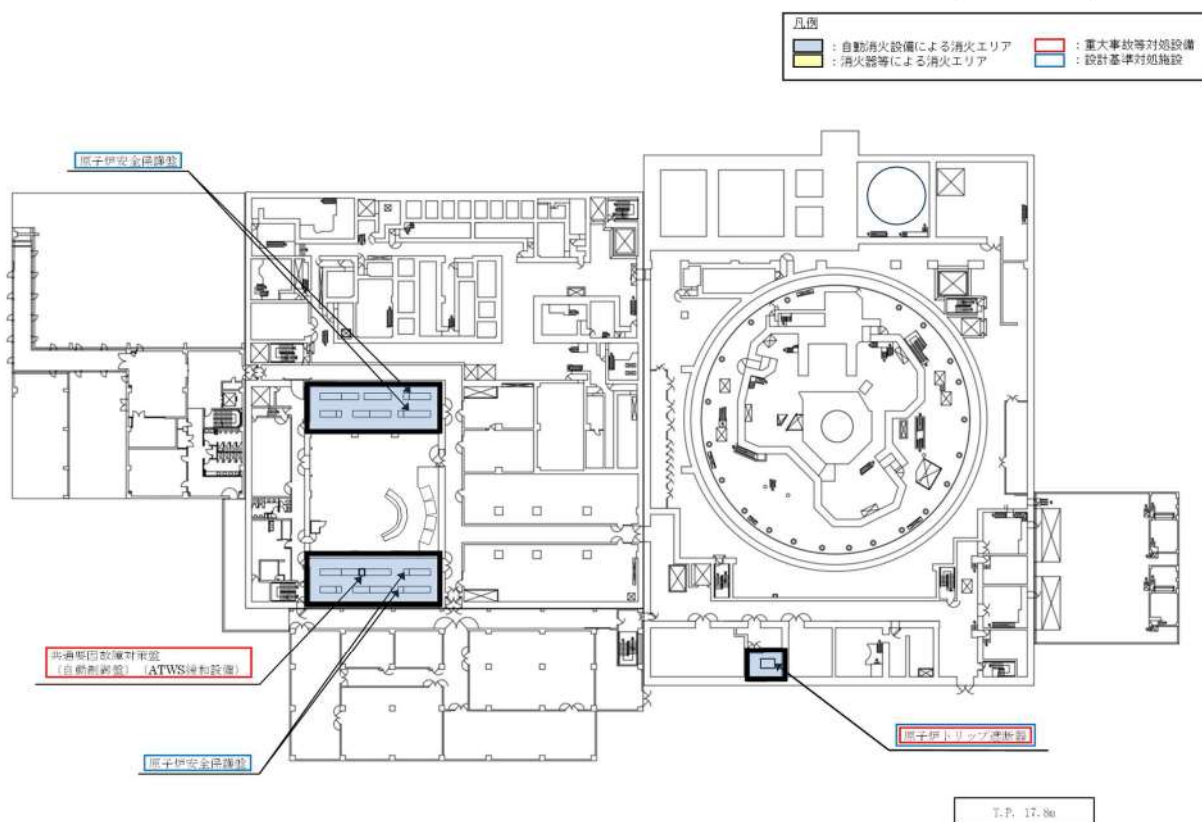 凡例
：自動消火設備による消火エリア
：消火器等による消火エリア
：重大事故等対処設備
：設計基準対処施設
原子炉安全保護盤
共通要因故障対策盤
（自動制御盤）（ATWS緩和設備）
原子炉安全保護盤
原子炉トリップ遮断器
T.P. 17.8m